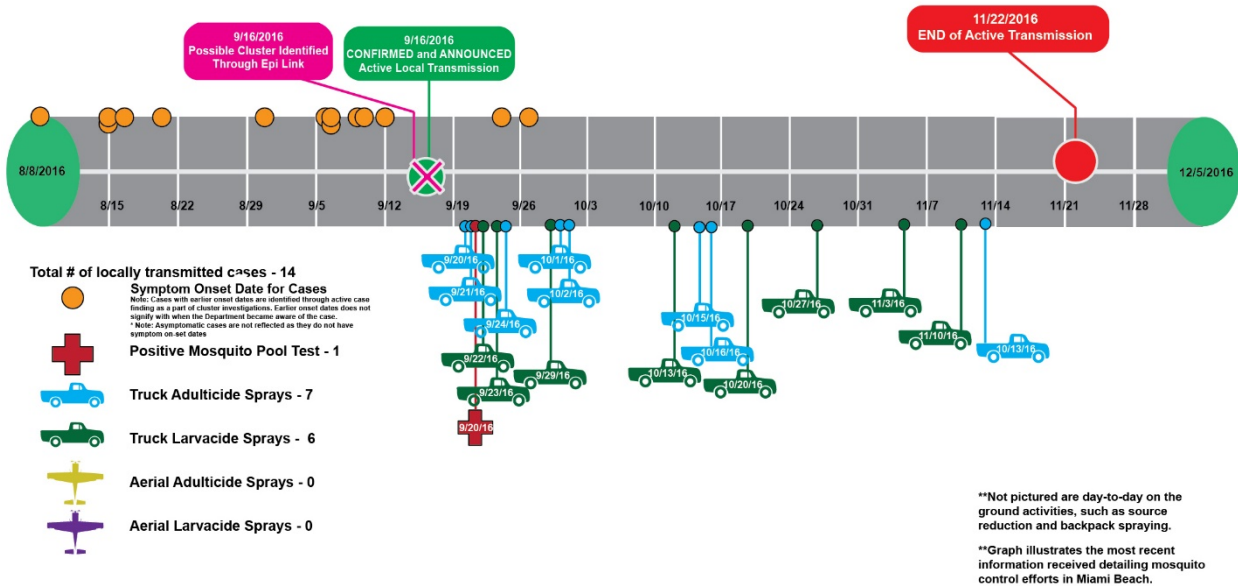 9/16/2016
Possible Cluster Identified
Through Epi Link
9/16/2016
CONFIRMED and ANNOUNCED
Active Local Transmission
11/22/2016
END of Active Transmission
8/8/2016
12/5/2016
8/15
8/22
8/29
9/5
9/12
9/19
9/26
10/3
10/10
10/17
10/24
10/31
11/7
11/14
11/21
11/28
9/20/16
9/21/16
9/24/16
9/22/16
9/23/16
9/20/16
10/1/16
10/2/16
9/29/16
10/15/16
10/16/16
10/13/16
10/20/16
10/27/16
11/3/16
11/10/16
10/13/16
Total # of locally transmitted cases - 14
Symptom Onset Date for Cases
Note: Cases with earlier onset dates are identified through active case
finding as a part of cluster investigations. Earlier onset dates does not
signify with when the Department became aware of the case.
* Note: Asymptomatic cases are not reflected as they do not have
symptom on-set dates
Positive Mosquito Pool Test - 1
Truck Adulticide Sprays - 7
Truck Larvacide Sprays - 6
Aerial Adulticide Sprays - 0
Aerial Larvacide Sprays - 0
**Not pictured are day-to-day on the
ground activities, such as source
reduction and backpack spraying.
**Graph illustrates the most recent
information received detailing mosquito
control efforts in Miami Beach.